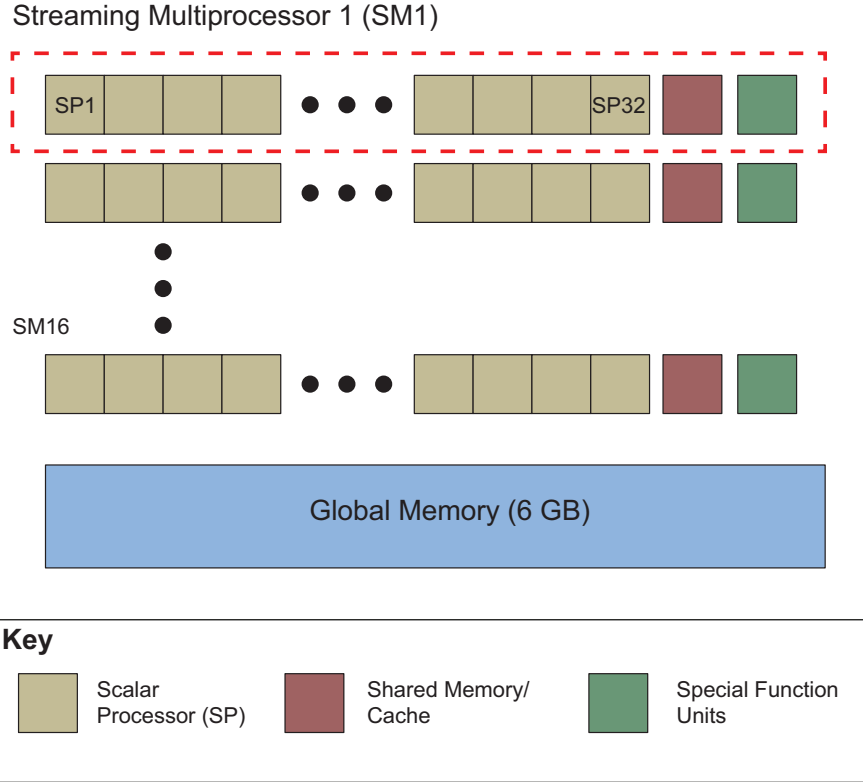 Streaming Multiprocessor 1 (SM1)
SP1
SP32
SM16
Global Memory (6 GB)
Key
Scalar
Processor (SP)
Shared Memory/
Cache
Special Function
Units